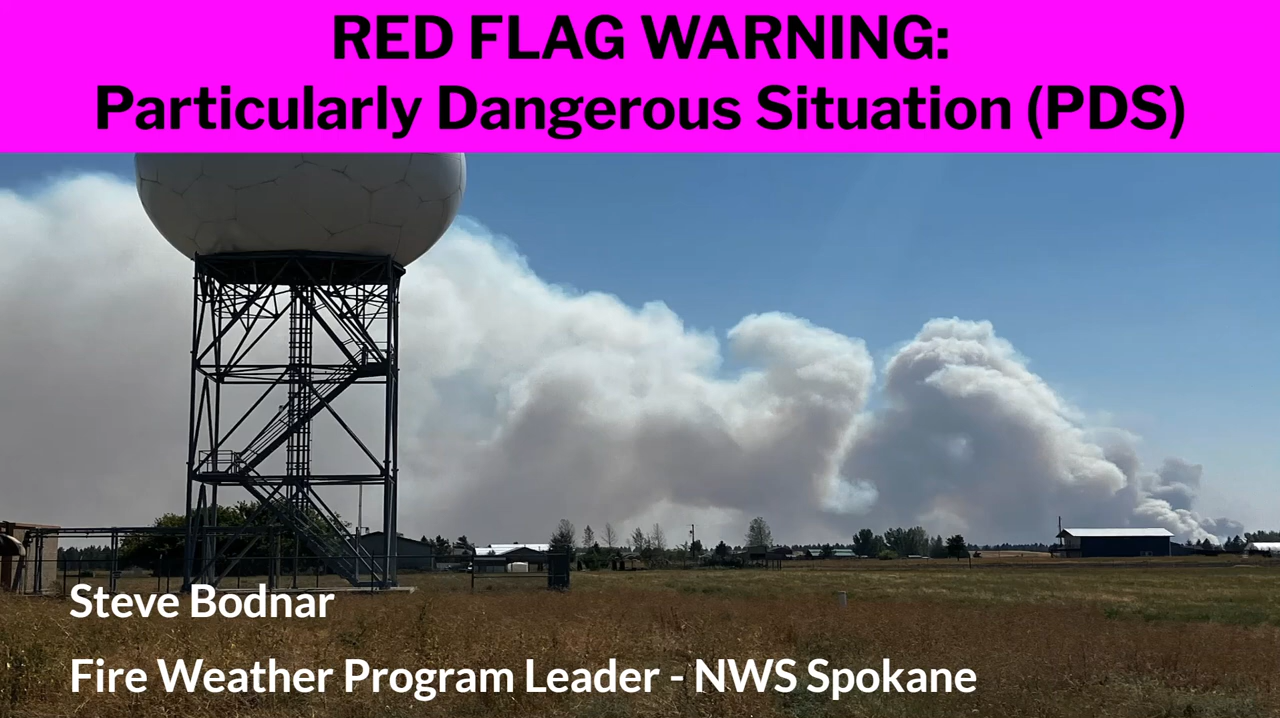 RED FLAG WARNING:
Particularly Dangerous Situation (PDS)
Steve Bodnar
Fire Weather Program Leader - NWS Spokane